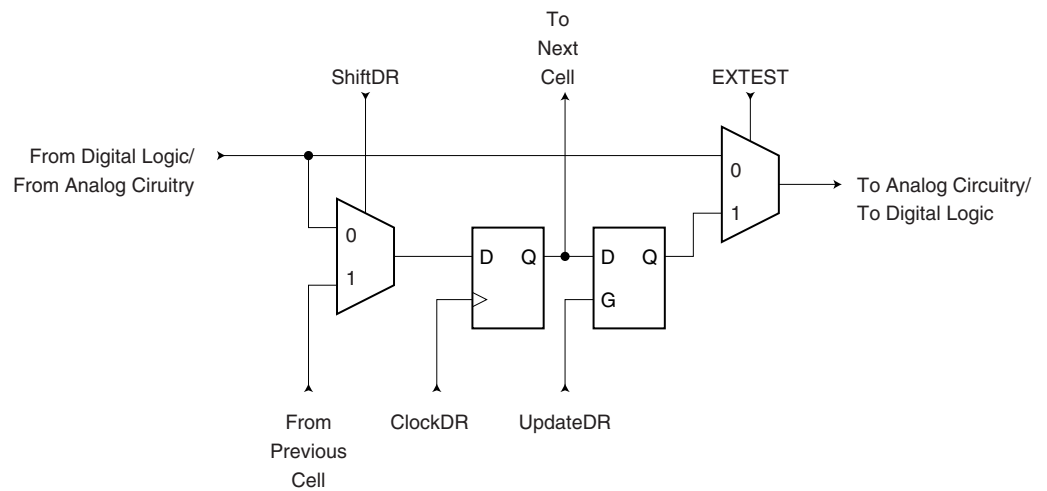 To
Next
Cell
ShiftDR
EXTEST
From Digital Logic/
From Analog Ciruitry
0
1
To Analog Circuitry/
To Digital Logic
0
1
D Q
D Q
G
From
Previous
Cell
ClockDR
UpdateDR